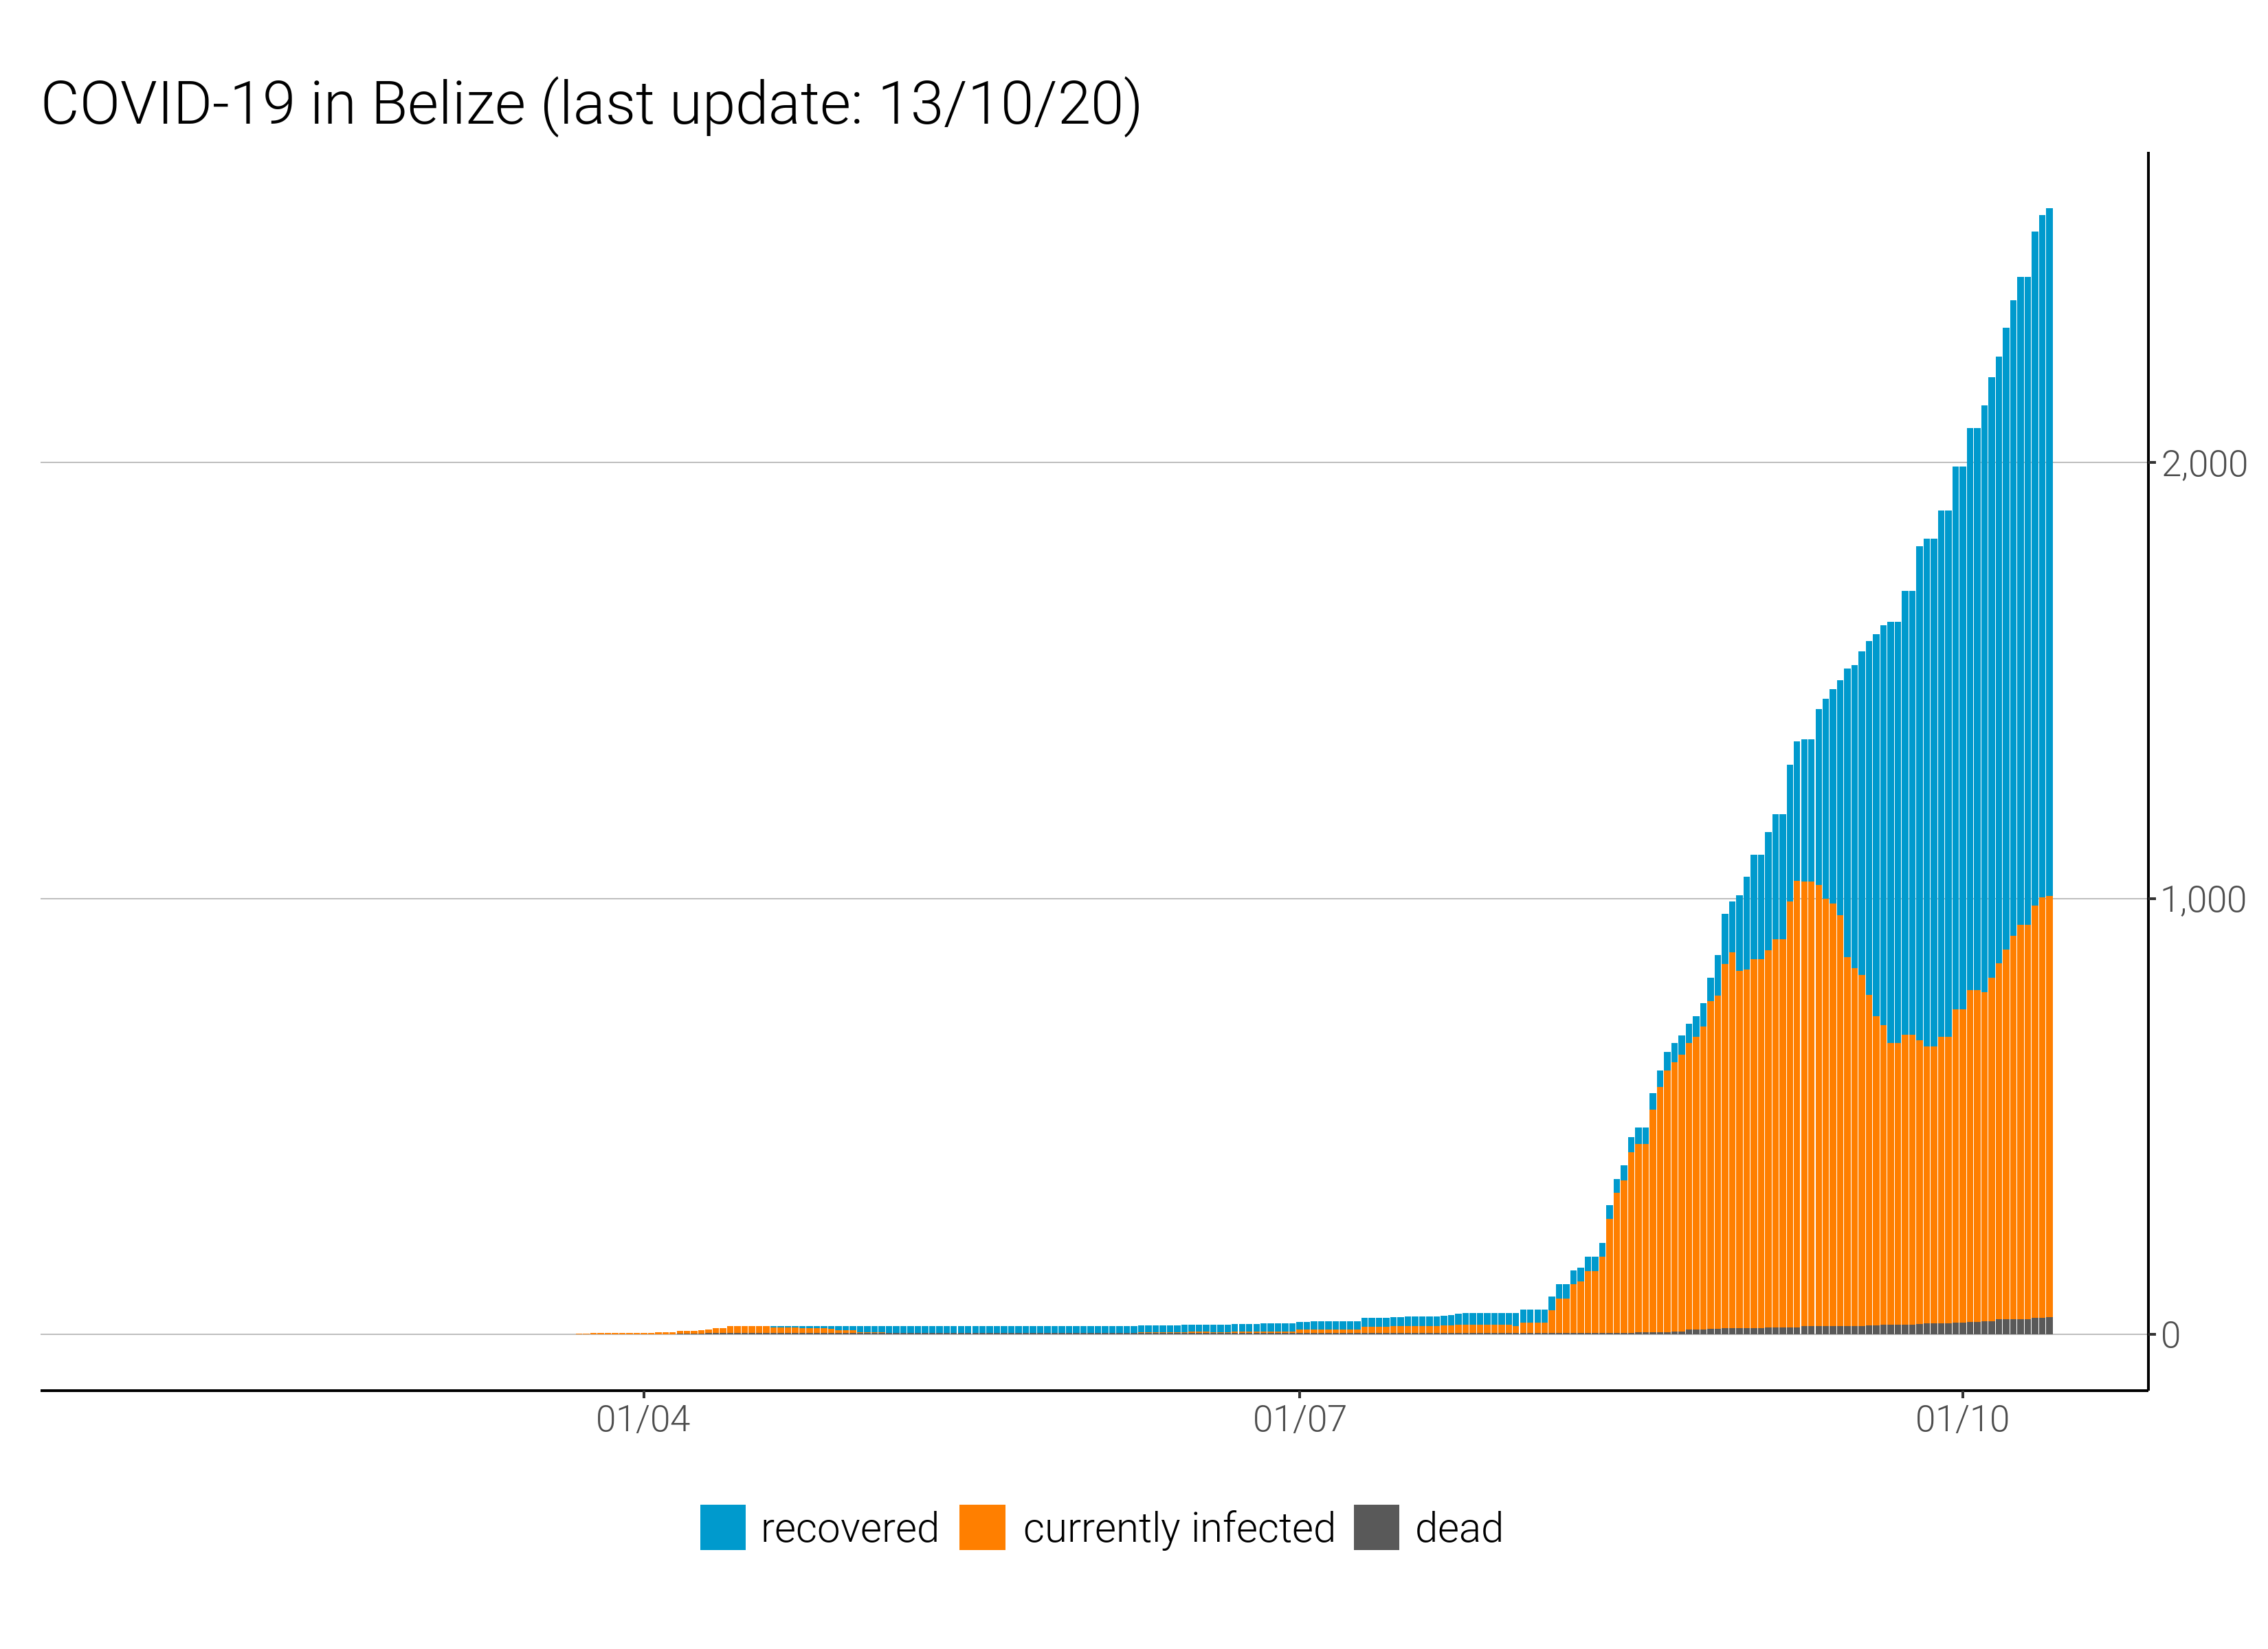 COVID-19 in Belize (last update: 13/10/20)
2,000
1,000
0
01/04 01/07 01/10
recovered currently infected dead